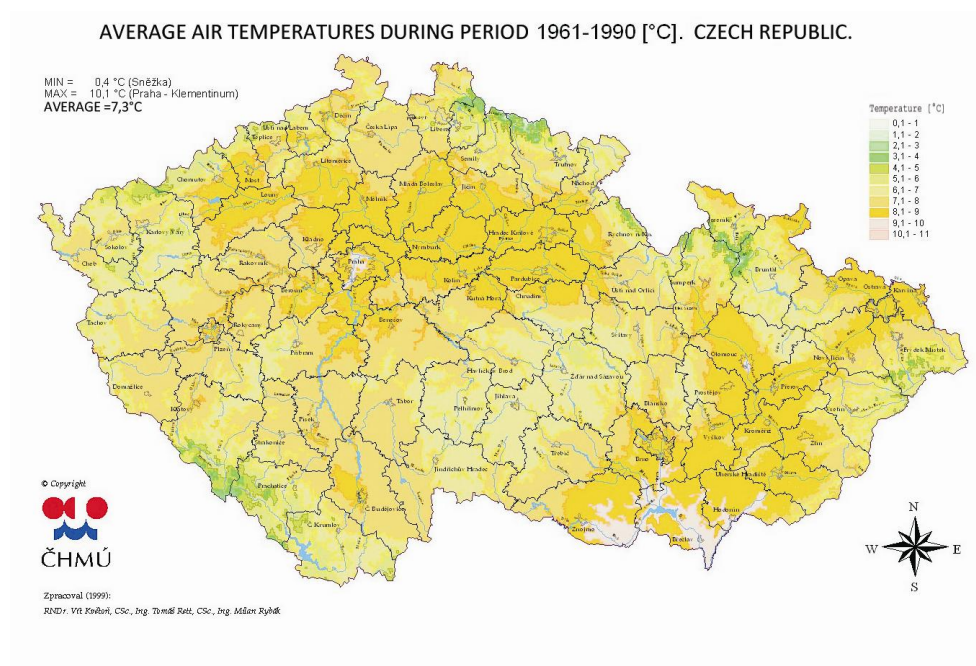 AVERAGE AIR TEMPERATURES DURING PERIOD 1961-1990 [°C]. CZECH REPUBLIC.
MIN = 0,4 °C (Sněžka)
MAX = 10,1 °C (Praha - Klementinum)
AVERAGE =7,3°C
Temperature [°C]
0,1 - 1
1,1 - 2
2,1 - 3
3,1 - 4
4,1 - 5
5,1 - 6
6,1 - 7
7,1 - 8
8,1 - 9
9,1 - 10
10,1 - 11
Děčín
Česká Lípa
Ústí nad Labem
Teplice
Liberec
Semily
Trutnov
Litoměřice
Chomutov
Most
Louny
Mladá Boleslav
Jičín
Náchod
Mělník
Karlovy Vary
Sokolov
Cheb
Kladno
Rakovník
Praha
Nymburk
Hradec Králové
Rychnov n.Kn.
Jeseník
Bruntál
Šumperk
Opava
Ostrava
Karviná
Beroun
Kolín
Pardubice
Kutná Hora
Chrudim
Ústí nad Orlicí
Tachov
Rokycany
Plzeň
Příbram
Benešov
Svitavy
Olomouc
Nový Jičín
Frýdek Místek
Havlíčkův Brod
Žďár nad Sázavou
Domažlice
Klatovy
Tábor
Pelhřimov
Jihlava
Blansko
Prostějov
Přerov
Vsetín
Písek
Strakonice
Třebíč
Brno
Vyškov
Kroměříž
Zlín
Jindřichův Hradec
Uherské Hradiště
Prachatice
Č. Budějovice
Č. Krumlov
Znojmo
Hodonín
Břeclav
© Copyright
ČHMÚ
Zpracoval (1999):
RNDr. Vít Květoň, CSc., Ing. Tomáš Rett, CSc., Ing. Milan Rybák
N
W
E
S